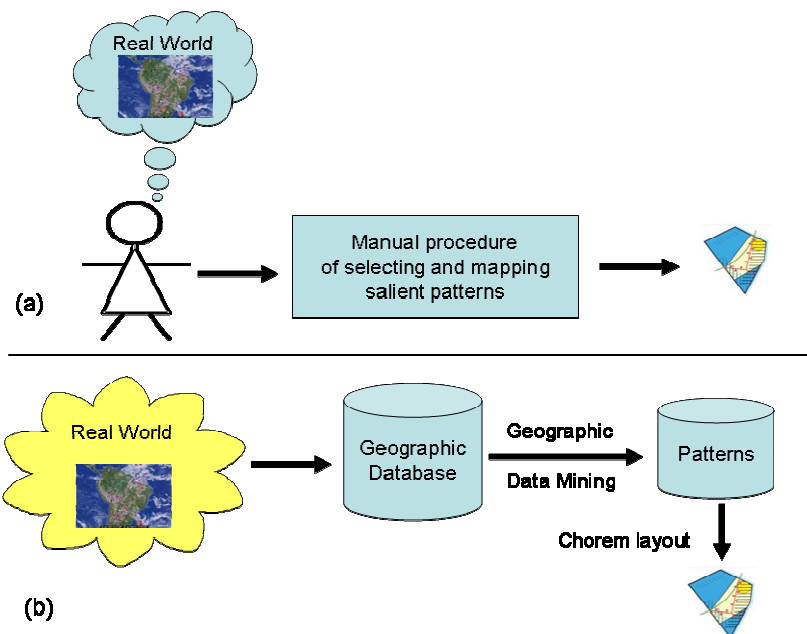 Real World
Manual procedure
of selecting and mapping
salient patterns
(a)
Real World
Geographic
Database
Geographic
Data Mining
Patterns
Chorem layout
(b)